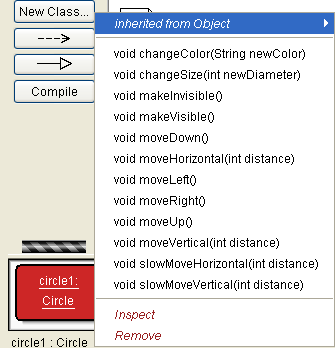 New Class...
Compile
inherited from Object
void changeColor(String newColor)
void changeSize(int newDiameter)
void makeInvisible()
void makeVisible()
void moveDown()
void moveHorizontal(int distance)
void moveLeft()
void moveRight()
void moveUp()
void moveVertical(int distance)
void slowMoveHorizontal(int distance)
void slowMoveVertical(int distance)
Inspect
Remove
circle1:
Circle
circle1 : Circle